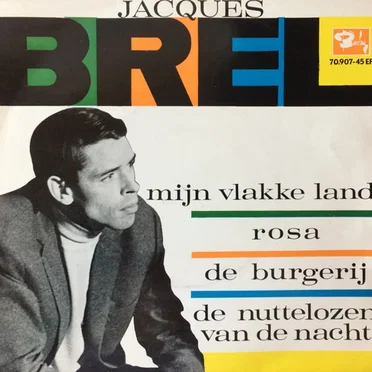 JACQUES
BREL
70.907-45 EP
mijn vlakke land
rosa
de burgerij
de nuttelozen
van de nacht